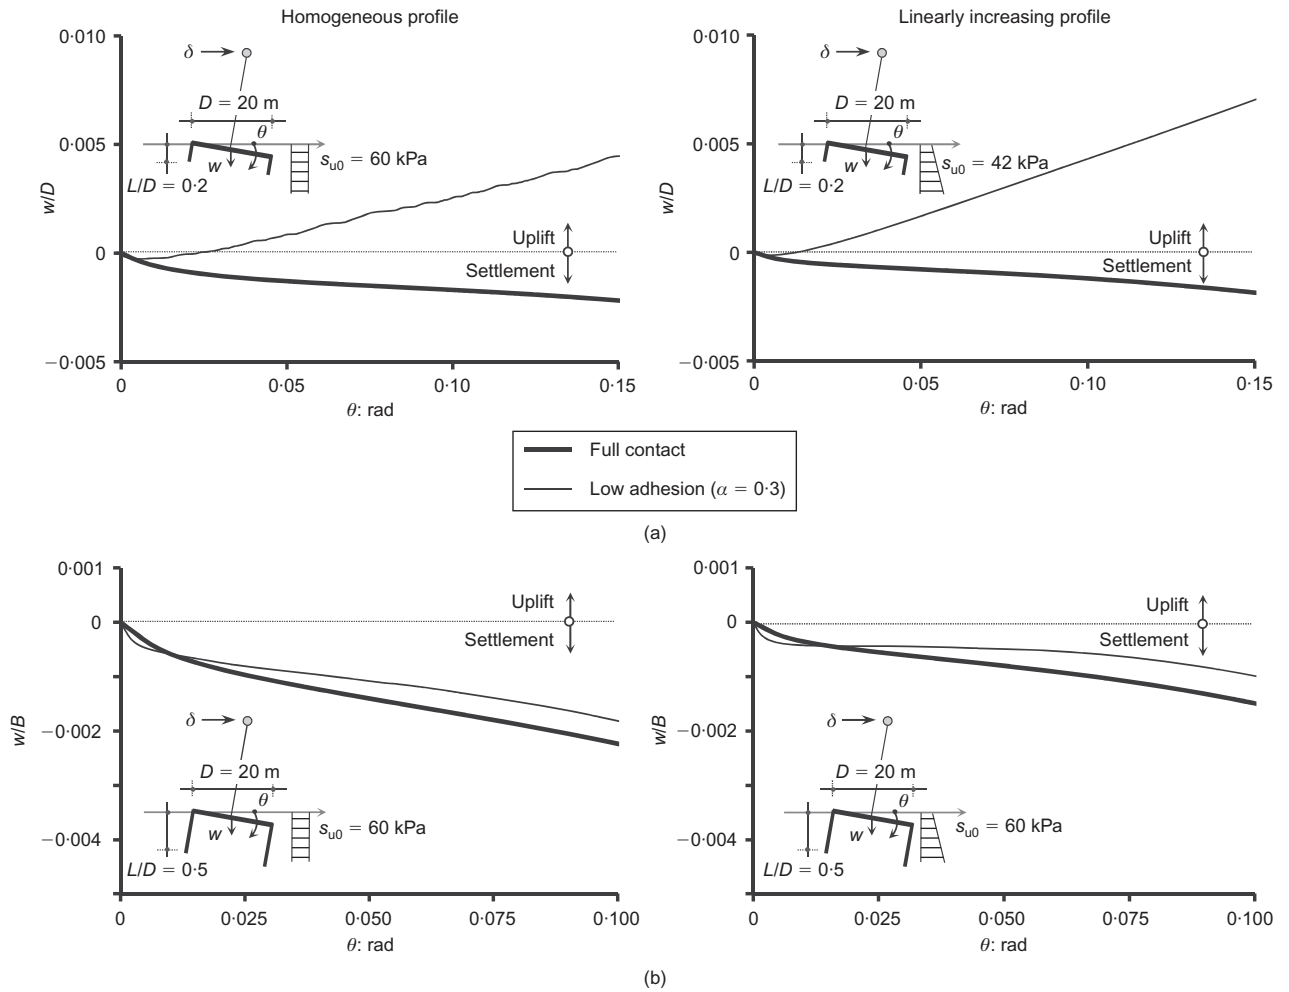 Homogeneous profile
Linearly increasing profile
0·010
0·005
0
−0·005
w/D
δ
D = 20 m
θ
w
s_u0 = 60 kPa
L/D = 0·2
Uplift
Settlement
0
0·05
0·10
0·15
θ: rad
0·010
0·005
0
−0·005
w/D
δ
D = 20 m
θ
w
s_u0 = 42 kPa
L/D = 0·2
Uplift
Settlement
0
0·05
0·10
0·15
θ: rad
Full contact
Low adhesion (α = 0·3)
(a)
0·001
0
−0·002
−0·004
w/B
Uplift
Settlement
δ
D = 20 m
θ
w
s_u0 = 60 kPa
L/D = 0·5
0
0·025
0·050
0·075
0·100
θ: rad
0·001
0
−0·002
−0·004
w/B
Uplift
Settlement
δ
D = 20 m
θ
w
s_u0 = 60 kPa
L/D = 0·5
0
0·025
0·050
0·075
0·100
θ: rad
(b)